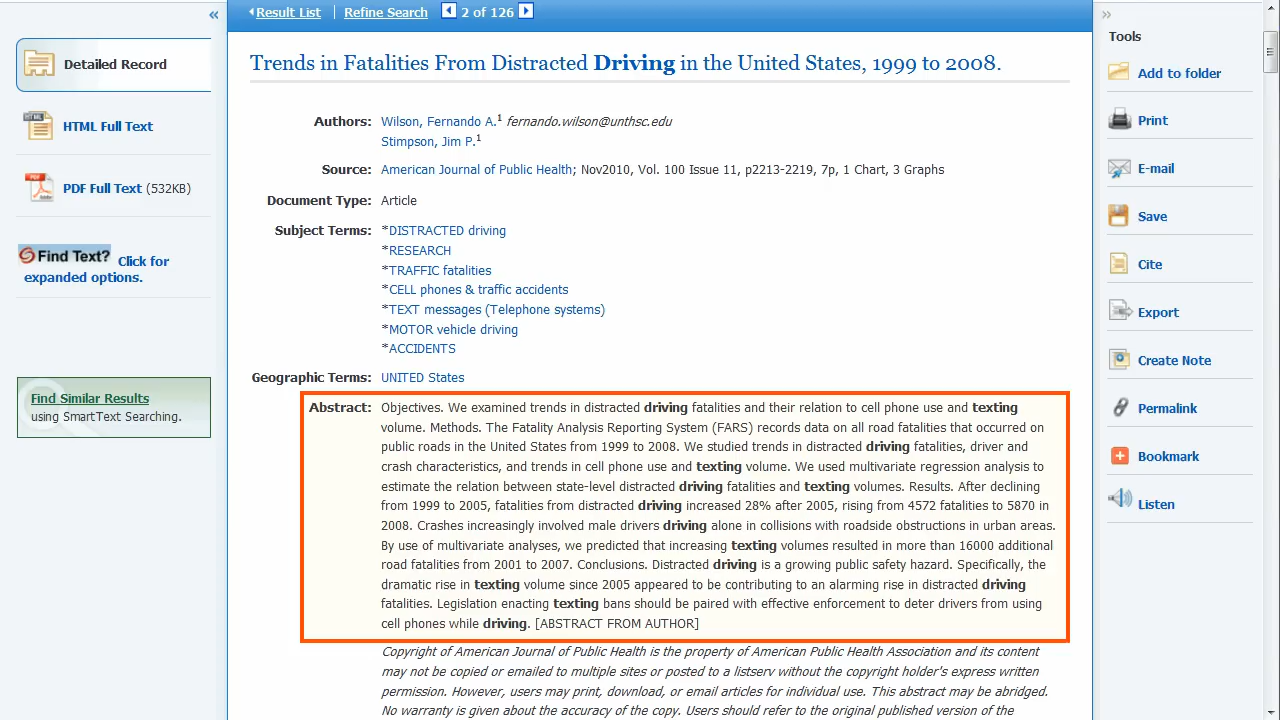 «
Detailed Record
HTML Full Text
PDF Full Text (532KB)
Find Text? Click for
expanded options.
Find Similar Results
using SmartText Searching.
Result List | Refine Search 2 of 126
Trends in Fatalities From Distracted Driving in the United States, 1999 to 2008.
Authors: Wilson, Fernando A.1 fernando.wilson@unthsc.edu
Stimpson, Jim P.1
Source: American Journal of Public Health; Nov2010, Vol. 100 Issue 11, p2213-2219, 7p, 1 Chart, 3 Graphs
Document Type: Article
Subject Terms: *DISTRACTED driving
*RESEARCH
*TRAFFIC fatalities
*CELL phones & traffic accidents
*TEXT messages (Telephone systems)
*MOTOR vehicle driving
*ACCIDENTS
Geographic Terms: UNITED States
Abstract: Objectives. We examined trends in distracted driving fatalities and their relation to cell phone use and texting
volume. Methods. The Fatality Analysis Reporting System (FARS) records data on all road fatalities that occurred on
public roads in the United States from 1999 to 2008. We studied trends in distracted driving fatalities, driver and
crash characteristics, and trends in cell phone use and texting volume. We used multivariate regression analysis to
estimate the relation between state-level distracted driving fatalities and texting volumes. Results. After declining
from 1999 to 2005, fatalities from distracted driving increased 28% after 2005, rising from 4572 fatalities to 5870 in
2008. Crashes increasingly involved male drivers driving alone in collisions with roadside obstructions in urban areas.
By use of multivariate analyses, we predicted that increasing texting volumes resulted in more than 16000 additional
road fatalities from 2001 to 2007. Conclusions. Distracted driving is a growing public safety hazard. Specifically, the
dramatic rise in texting volume since 2005 appeared to be contributing to an alarming rise in distracted driving
fatalities. Legislation enacting texting bans should be paired with effective enforcement to deter drivers from using
cell phones while driving. [ABSTRACT FROM AUTHOR]
Copyright of American Journal of Public Health is the property of American Public Health Association and its content
may not be copied or emailed to multiple sites or posted to a listserv without the copyright holder's express written
permission. However, users may print, download, or email articles for individual use. This abstract may be abridged.
No warranty is given about the accuracy of the copy. Users should refer to the original published version of the
»
Tools
Add to folder
Print
E-mail
Save
Cite
Export
Create Note
Permalink
Bookmark
Listen